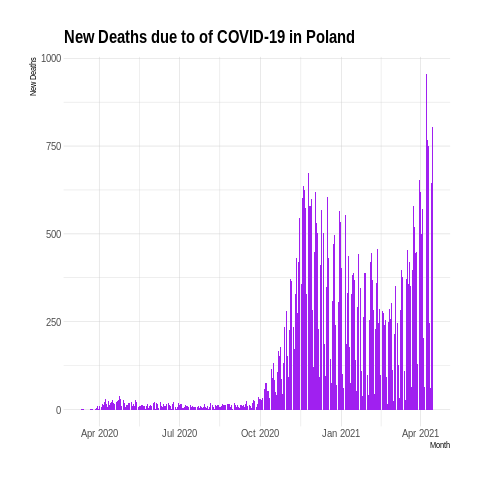 New Deaths due to of COVID-19 in Poland
New Deaths
1000
750
500
250
0
Apr 2020 Jul 2020 Oct 2020 Jan 2021 Apr 2021
Month